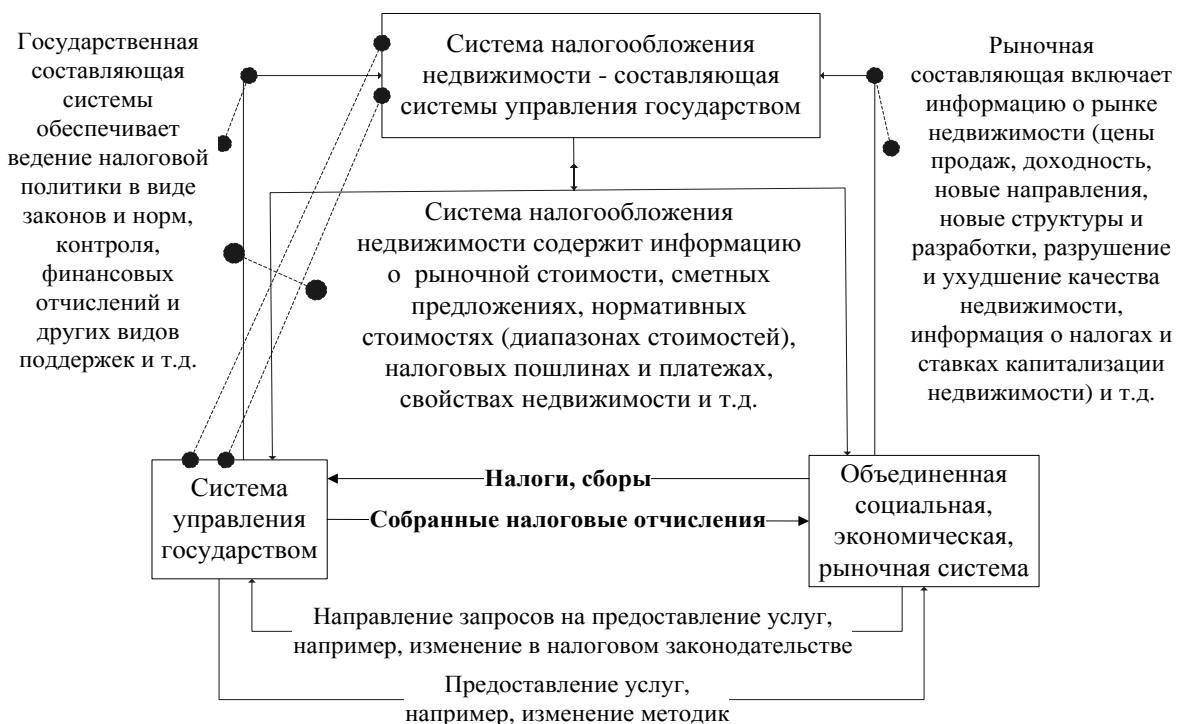 Государственная
составляющая
системы
обеспечивает
ведение налоговой
политики в виде
законов и норм,
контроля,
финансовых
отчислений и
других видов
поддержек и т.д.
Система налогообложения
недвижимости - составляющая
системы управления государством
Рыночная
составляющая включает
информацию о рынке
недвижимости (цены
продаж, доходность,
новые направления,
новые структуры и
разработки, разрушение
и ухудшение качества
недвижимости,
информация о налогах и
ставках капитализации
недвижимости) и т.д.
Система налогообложения
недвижимости содержит информацию
о рыночной стоимости, сметных
предложениях, нормативных
стоимостях (диапазонах стоимостей),
налоговых пошлинах и платежах,
свойствах недвижимости и т.д.
Система
управления
государством
Налоги, сборы
Собранные налоговые отчисления
Объединенная
социальная,
экономическая,
рыночная система
Направление запросов на предоставление услуг,
например, изменение в налоговом законодательстве
Предоставление услуг,
например, изменение методик